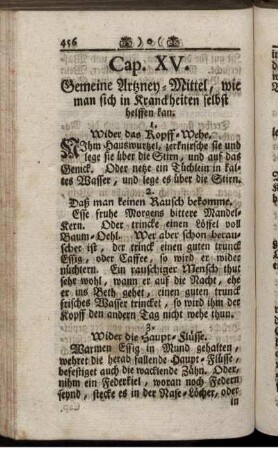 456
Cap. XV.
Gemeine Artzney-Mittel, wie
man sich in Kranckheiten selbst
helffen kan.
1.
Wider das Kopff-Wehe.
NIhm Hauswurtzel, zerknirsche sie und
lege sie über die Stirn, und auf das
Genick. Oder netze ein Tüchlein in kal-
tes Wasser, und lege es über die Stirn.
2.
Daß man keinen Rausch bekomme.
Esse fruhe Morgens bittere Mandel-
Kern. Oder trincke einen Löffel voll
Baum-Oehl. Wer aber schon berau-
schet ist, der trinck einen guten trunck
Essig, oder Caffee, so wird er wider
nüchtern. Ein rauschiger Mensch thut
sehr wohl, wann er auf die Nacht, ehe
er ins Beth gehet, einen guten trunck
frisches Wasser trincket, so wird ihm der
Kopff den andern Tag nicht wehe thun.
3.
Wider die Haupt-Flüsse.
Warmen Essig in Mund gehalten,
wehret die herad fallende Haupt-Flüsse,
befestiget auch die wacklende Zähn. Oder,
nihm ein Federkiel, woran noch Federn
seynd, stecke es in der Nase-Löcher, oder
in